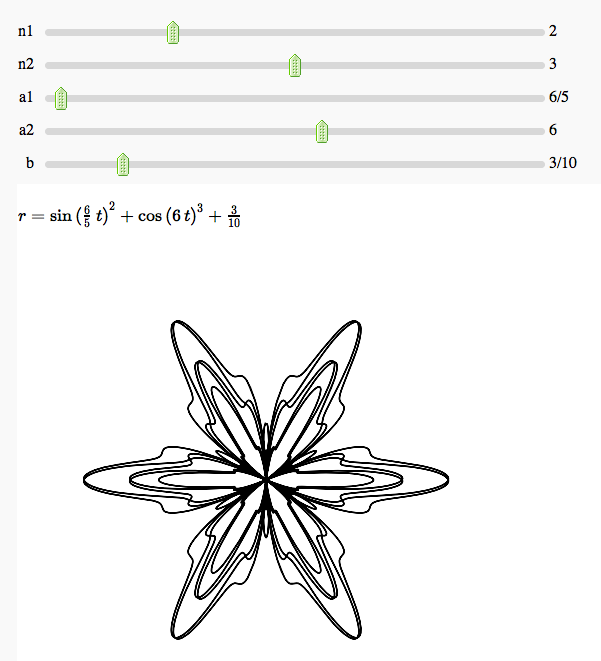 n1 2
n2 3
a1 6/5
a2 6
b 3/10
r = sin (6/5 t)^2 + cos (6 t)^3 + 3/10